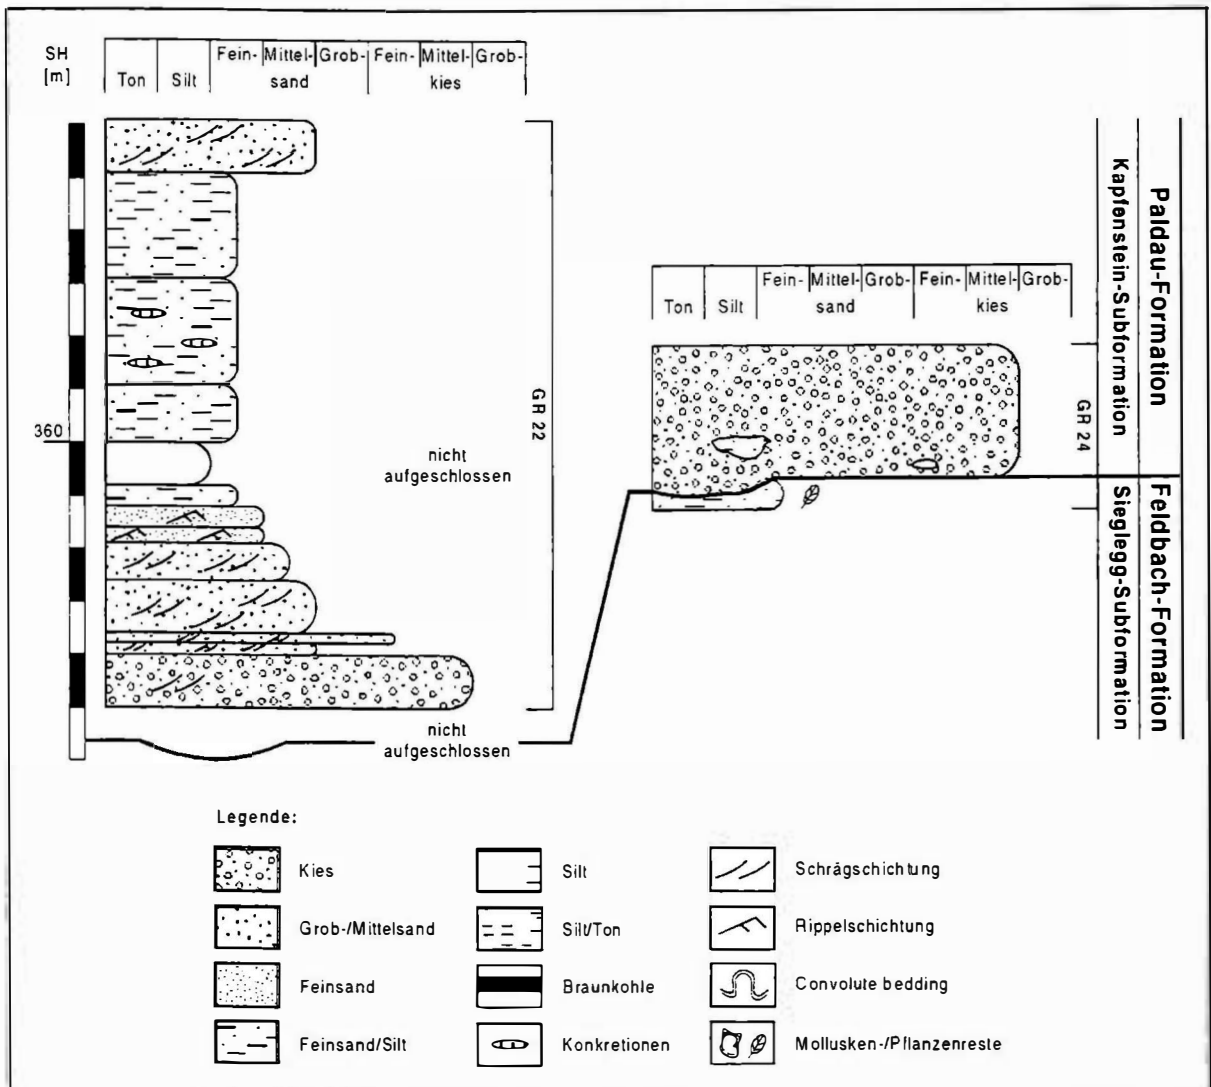 SH
[m]
Ton Silt Fein- Mittel- Grob- Fein- Mittel- Grob-
sand kies
360
nicht
aufgeschlossen
GR 22
nicht
aufgeschlossen
Ton Silt Fein- Mittel- Grob- Fein- Mittel- Grob-
sand kies
GR 24
Kapfenstein-Subformation
Paldau-Formation
Sieglegg-Subformation
Feldbach-Formation
Legende:
Kies
Grob-/Mittelsand
Feinsand
Feinsand/Silt
Silt
Silt/Ton
Braunkohle
Konkretionen
Schrägschichtung
Rippelschichtung
Convolute bedding
Mollusken-/Pflanzenreste